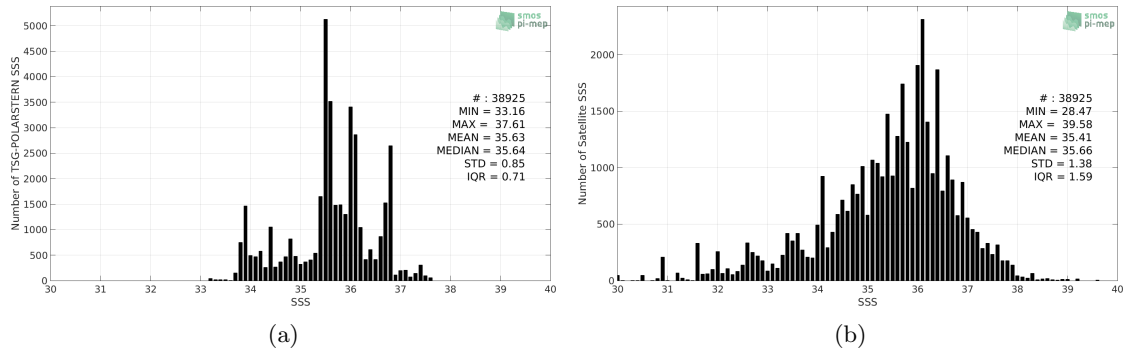 5000
4500
4000
3500
3000
2500
2000
1500
1000
500
0
Number of TSG-POLARSTERN SSS
smos
pi-mep
# : 38925
MIN = 33.16
MAX = 37.61
MEAN = 35.63
MEDIAN = 35.64
STD = 0.85
IQR = 0.71
30 31 32 33 34 35 36 37 38 39 40
SSS
(a)
2000
1500
1000
500
0
Number of Satellite SSS
smos
pi-mep
# : 38925
MIN = 28.47
MAX = 39.58
MEAN = 35.41
MEDIAN = 35.66
STD = 1.38
IQR = 1.59
30 31 32 33 34 35 36 37 38 39 40
SSS
(b)